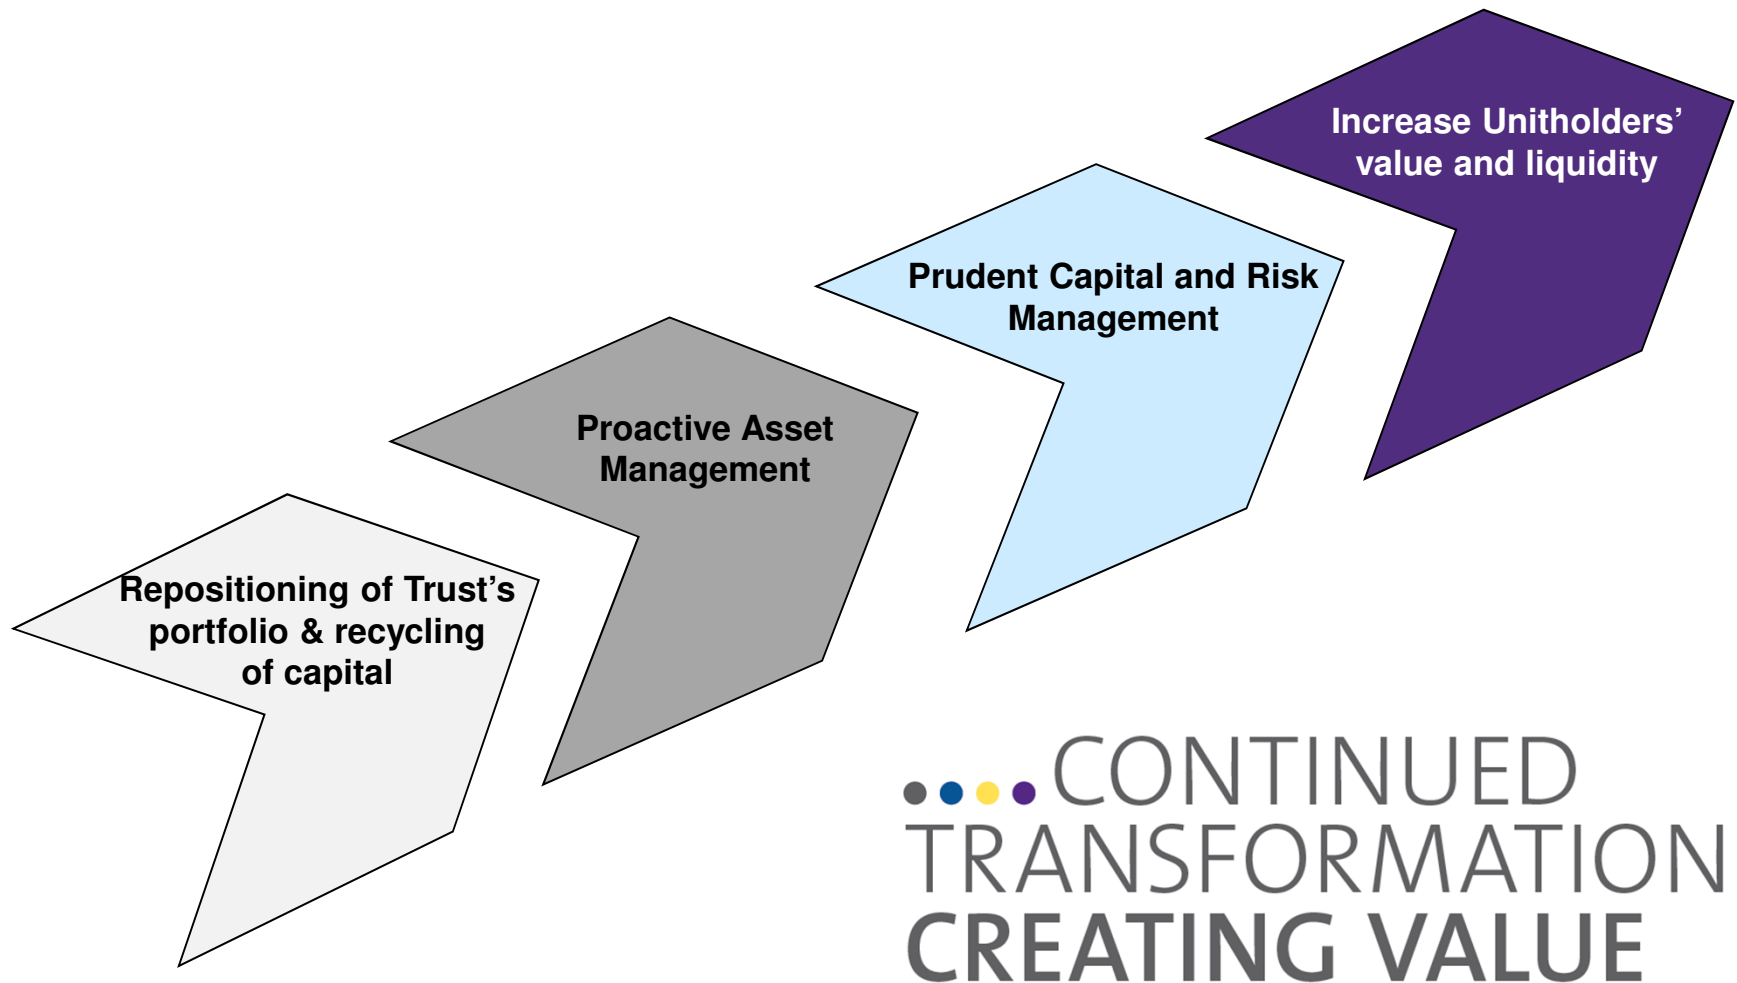 Increase Unitholders’
value and liquidity
Prudent Capital and Risk
Management
Proactive Asset
Management
Repositioning of Trust’s
portfolio & recycling
of capital
CONTINUED
TRANSFORMATION
CREATING VALUE